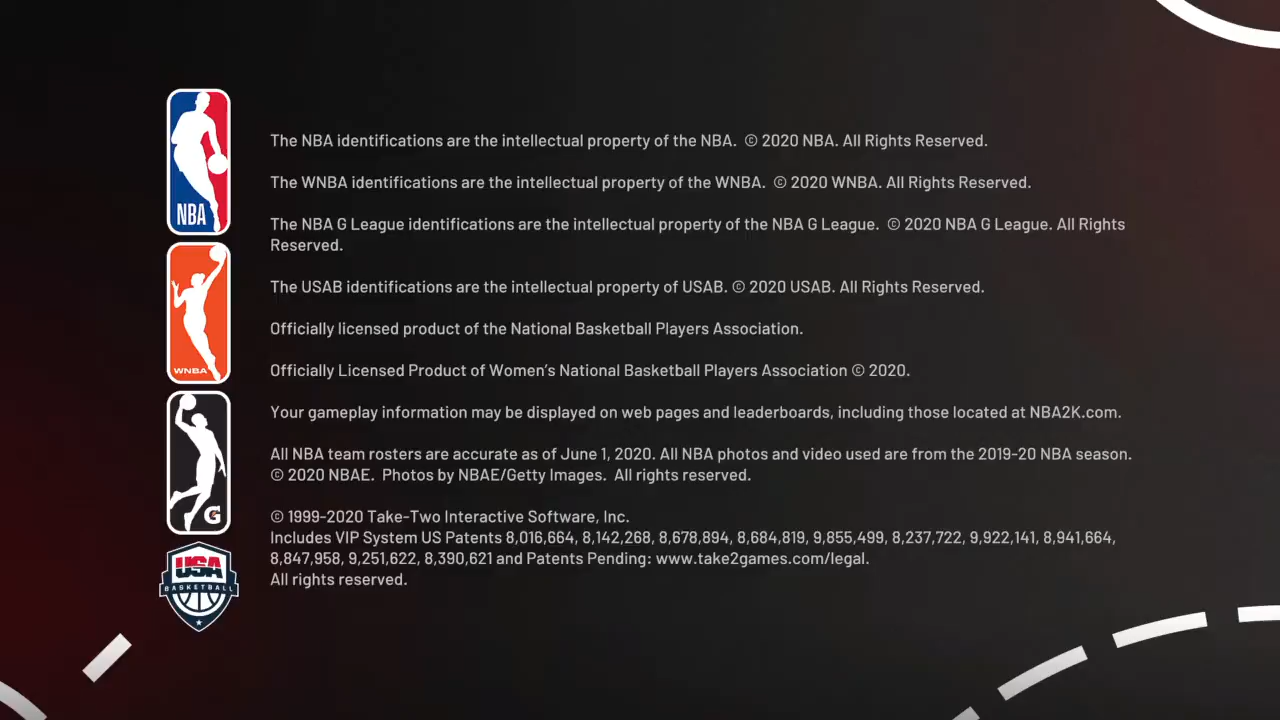 NBA
The NBA identifications are the intellectual property of the NBA.  © 2020 NBA. All Rights Reserved.
The WNBA identifications are the intellectual property of the WNBA.  © 2020 WNBA. All Rights Reserved.
The NBA G League identifications are the intellectual property of the NBA G League.  © 2020 NBA G League. All Rights
Reserved.
WNBA
The USAB identifications are the intellectual property of USAB. © 2020 USAB. All Rights Reserved.
Officially licensed product of the National Basketball Players Association.
Officially Licensed Product of Women's National Basketball Players Association © 2020.
Your gameplay information may be displayed on web pages and leaderboards, including those located at NBA2K.com.
All NBA team rosters are accurate as of June 1, 2020. All NBA photos and video used are from the 2019-20 NBA season.
© 2020 NBAE.  Photos by NBAE/Getty Images.  All rights reserved.
G
© 1999-2020 Take-Two Interactive Software, Inc.
Includes VIP System US Patents 8,016,664, 8,142,268, 8,678,894, 8,684,819, 9,855,499, 8,237,722, 9,922,141, 8,941,664,
8,847,958, 9,251,622, 8,390,621 and Patents Pending: www.take2games.com/legal.
All rights reserved.
USA
BASKETBALL